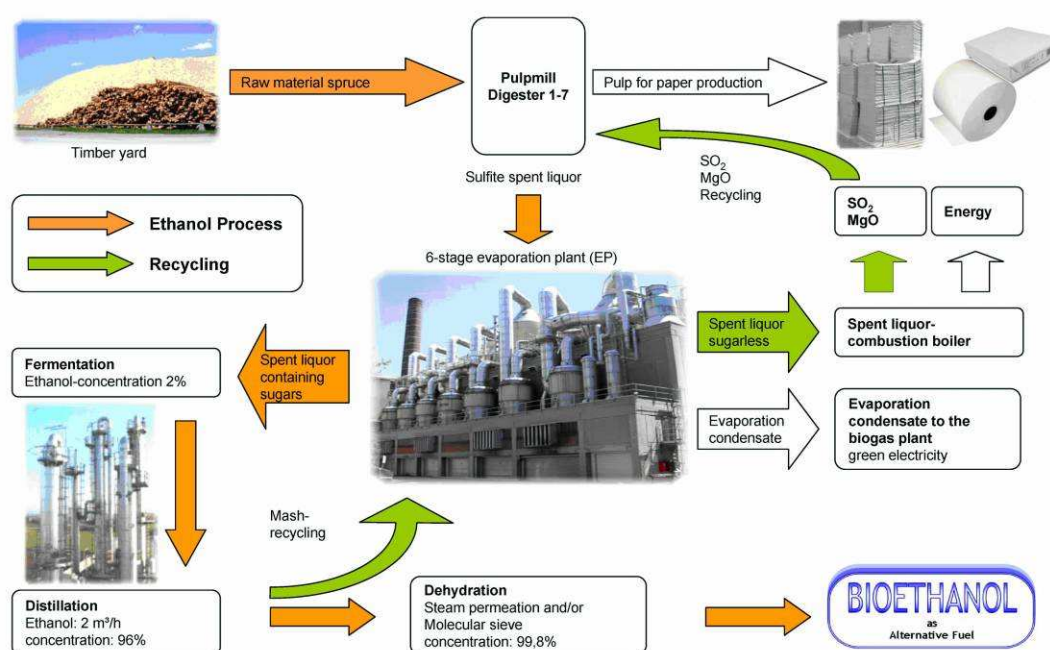 Raw material spruce
Pulpmill
Digester 1-7
Pulp for paper production
Timber yard
Sulfite spent liquor
SO₂
MgO
Recycling
SO₂
MgO
Energy
Ethanol Process
Recycling
6-stage evaporation plant (EP)
Spent liquor
sugarless
Spent liquor-
combustion boiler
Fermentation
Ethanol-concentration 2%
Spent liquor
containing
sugars
Evaporation
condensate
Evaporation
condensate to the
biogas plant
green electricity
Mash-
recycling
Distillation
Ethanol: 2 m³/h
concentration: 96%
Dehydration
Steam permeation and/or
Molecular sieve
concentration: 99,8%
BIOETHANOL
as
Alternative Fuel